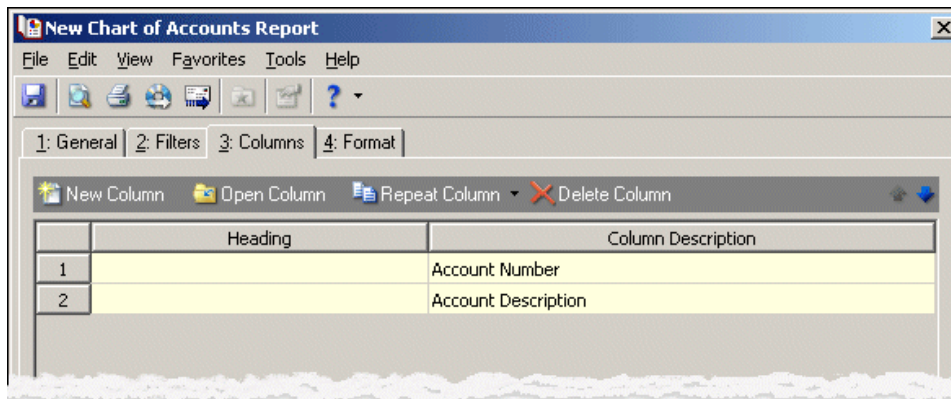 New Chart of Accounts Report
File Edit View Favorites Tools Help
1: General 2: Filters 3: Columns 4: Format
New Column Open Column Repeat Column Delete Column
Heading Column Description
1 Account Number
2 Account Description